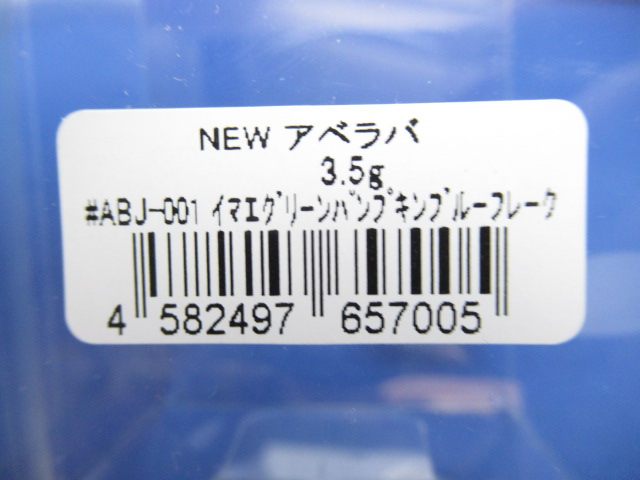 NEW アベラバ
3.5g
#ABJ-001 イマエグリーンパンプキンブルーフレーク
4 582497 657005